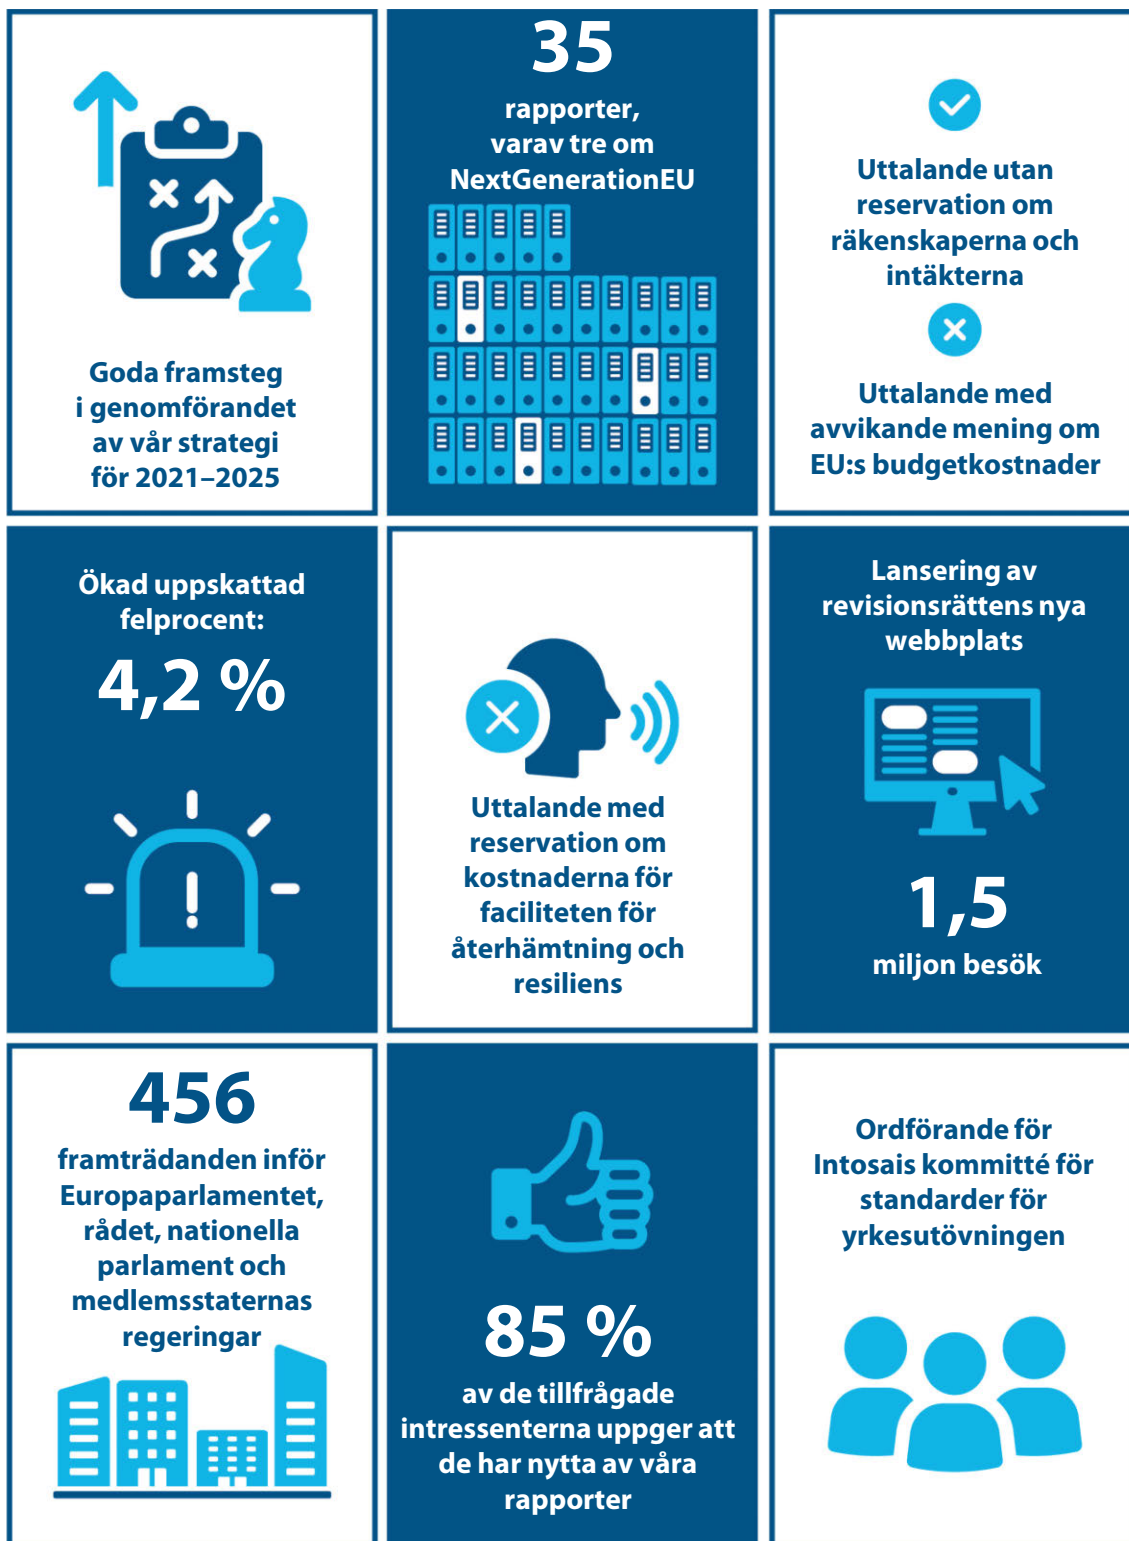 Goda framsteg
i genomförandet
av vår strategi
för 2021–2025
35
rapporter,
varav tre om
NextGenerationEU
Uttalande utan
reservation om
räkenskaperna och
intäkterna
Uttalande med
avvikande mening om
EU:s budgetkostnader
Ökad uppskattad
felprocent:
4,2 %
Uttalande med
reservation om
kostnaderna för
faciliteten för
återhämtning och
resiliens
Lansering av
revisionsrättens nya
webbplats
1,5
miljon besök
456
framträdanden inför
Europaparlamentet,
rådet, nationella
parlament och
medlemsstaternas
regeringar
85 %
av de tillfrågade
intressenterna uppger att
de har nytta av våra
rapporter
Ordförande för
Intosais kommitté för
standarder för
yrkesutövningen